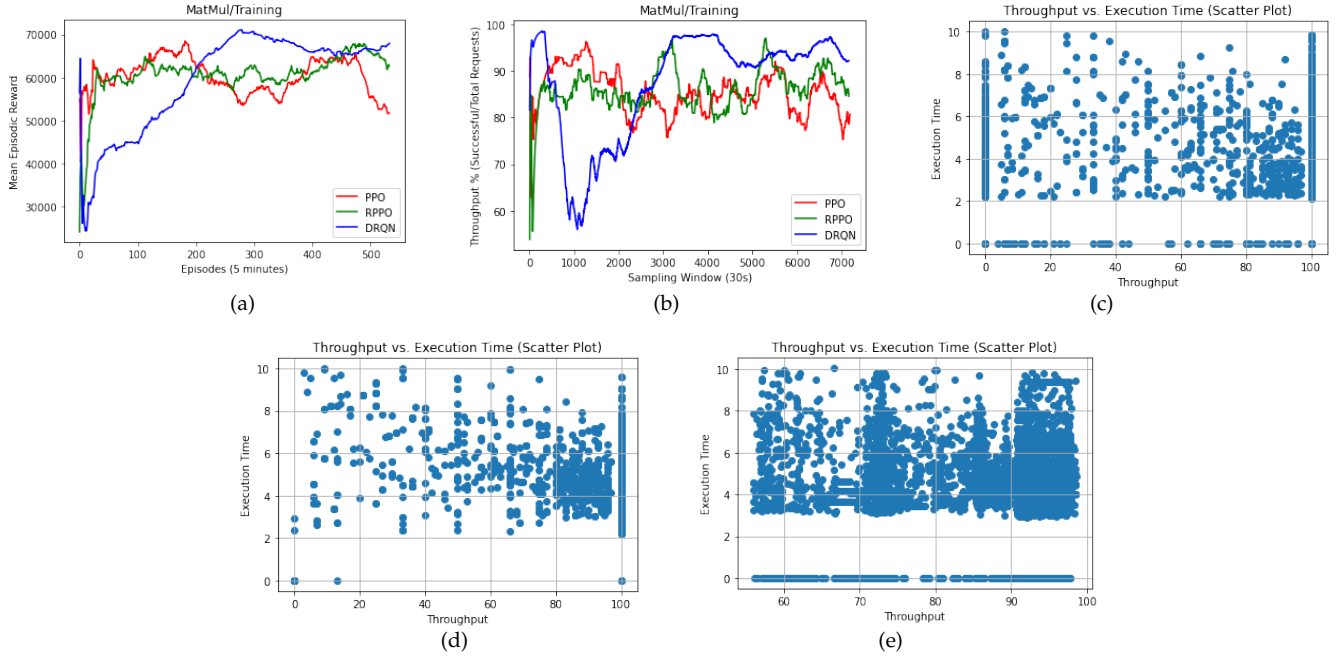 MatMul/Training
Mean Episodic Reward
70000
60000
50000
40000
30000
PPO
RPPO
DRQN
0 100 200 300 400 500
Episodes (5 minutes)
(a)
MatMul/Training
Throughput % (Successful/Total Requests)
100
90
80
70
60
PPO
RPPO
DRQN
0 1000 2000 3000 4000 5000 6000 7000
Sampling Window (30s)
(b)
Throughput vs. Execution Time (Scatter Plot)
Execution Time
10
8
6
4
2
0
0 20 40 60 80 100
Throughput
(c)
Throughput vs. Execution Time (Scatter Plot)
Execution Time
10
8
6
4
2
0
0 20 40 60 80 100
Throughput
(d)
Throughput vs. Execution Time (Scatter Plot)
Execution Time
10
8
6
4
2
0
60 70 80 90 100
Throughput
(e)